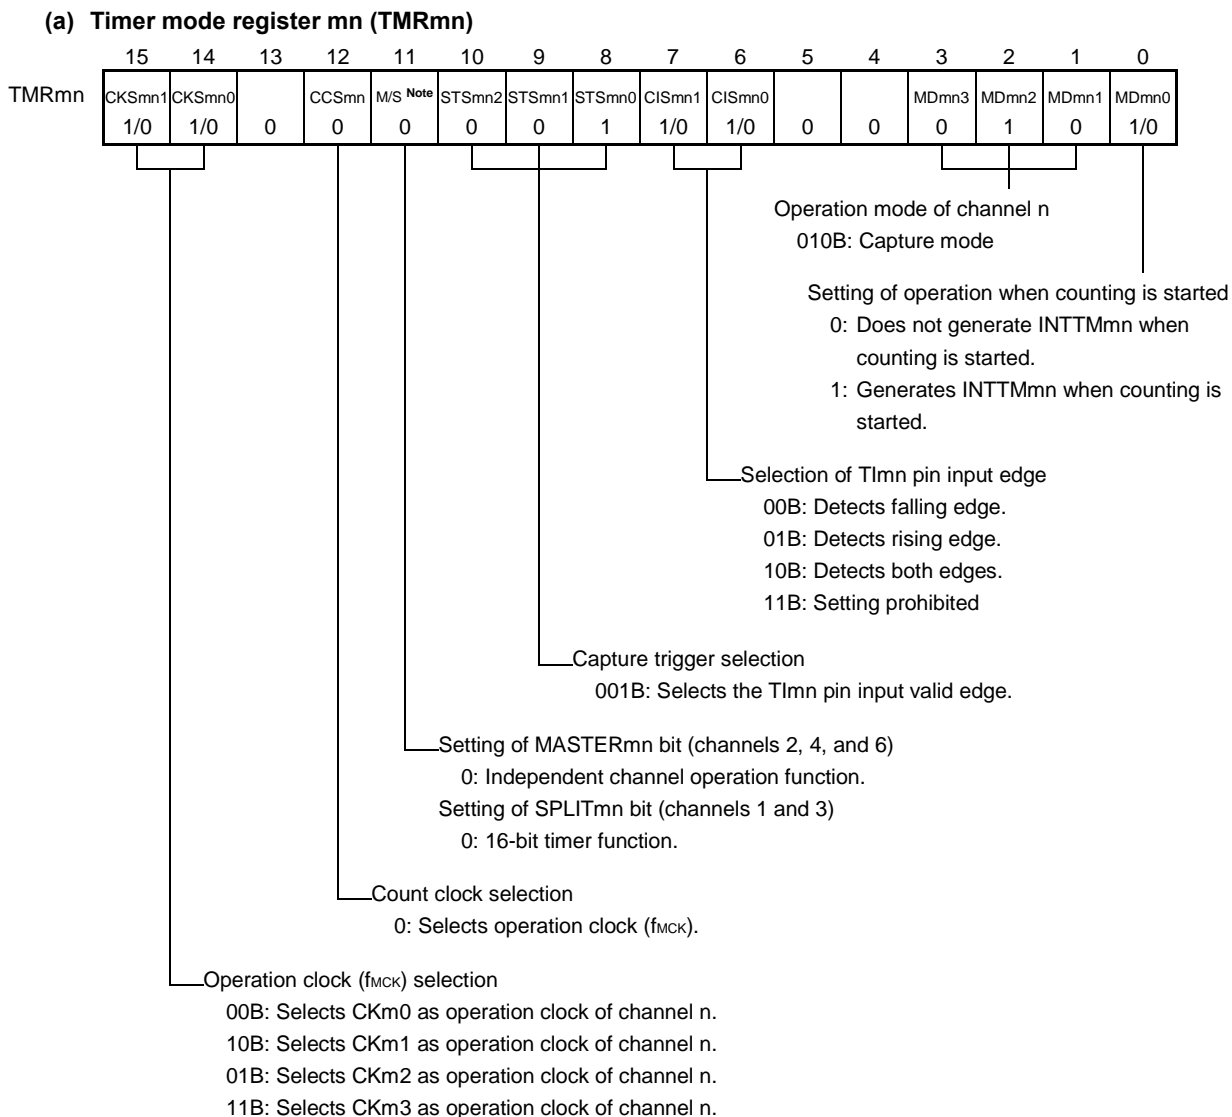 (a) Timer mode register mn (TMRmn)
15 14 13 12 11 10 9 8 7 6 5 4 3 2 1 0
TMRmn CKSmn1 CKSmn0 CCSmn M/S Note STSmn2 STSmn1 STSmn0 CISmn1 CISmn0 MDmn3 MDmn2 MDmn1 MDmn0
1/0 1/0 0 0 0 0 0 1 1/0 1/0 0 0 0 1 0 1/0
Operation mode of channel n
010B: Capture mode
Setting of operation when counting is started
0: Does not generate INTTMmn when
counting is started.
1: Generates INTTMmn when counting is
started.
Selection of TImn pin input edge
00B: Detects falling edge.
01B: Detects rising edge.
10B: Detects both edges.
11B: Setting prohibited
Capture trigger selection
001B: Selects the TImn pin input valid edge.
Setting of MASTERmn bit (channels 2, 4, and 6)
0: Independent channel operation function.
Setting of SPLITmn bit (channels 1 and 3)
0: 16-bit timer function.
Count clock selection
0: Selects operation clock (fMCK).
Operation clock (fMCK) selection
00B: Selects CKm0 as operation clock of channel n.
10B: Selects CKm1 as operation clock of channel n.
01B: Selects CKm2 as operation clock of channel n.
11B: Selects CKm3 as operation clock of channel n.